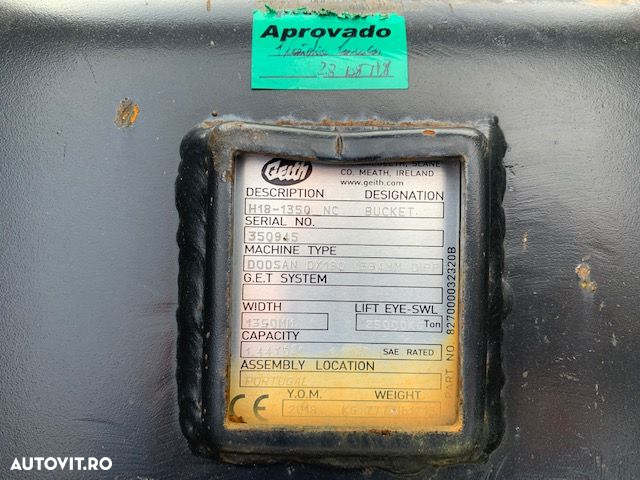 Aprovado
Geith
SLANE
CO. MEATH, IRELAND
www.geith.com
DESCRIPTION DESIGNATION
H18-1350 NC BUCKET
SERIAL NO.
350945
MACHINE TYPE
G.E.T SYSTEM
WIDTH LIFT EYE-SWL
1350MM Ton
CAPACITY
SAE RATED
ASSEMBLY LOCATION
PORTUGAL
Y.O.M. WEIGHT
CE 2018 KG
PART NO. 8270000032320B
AUTOVIT.RO